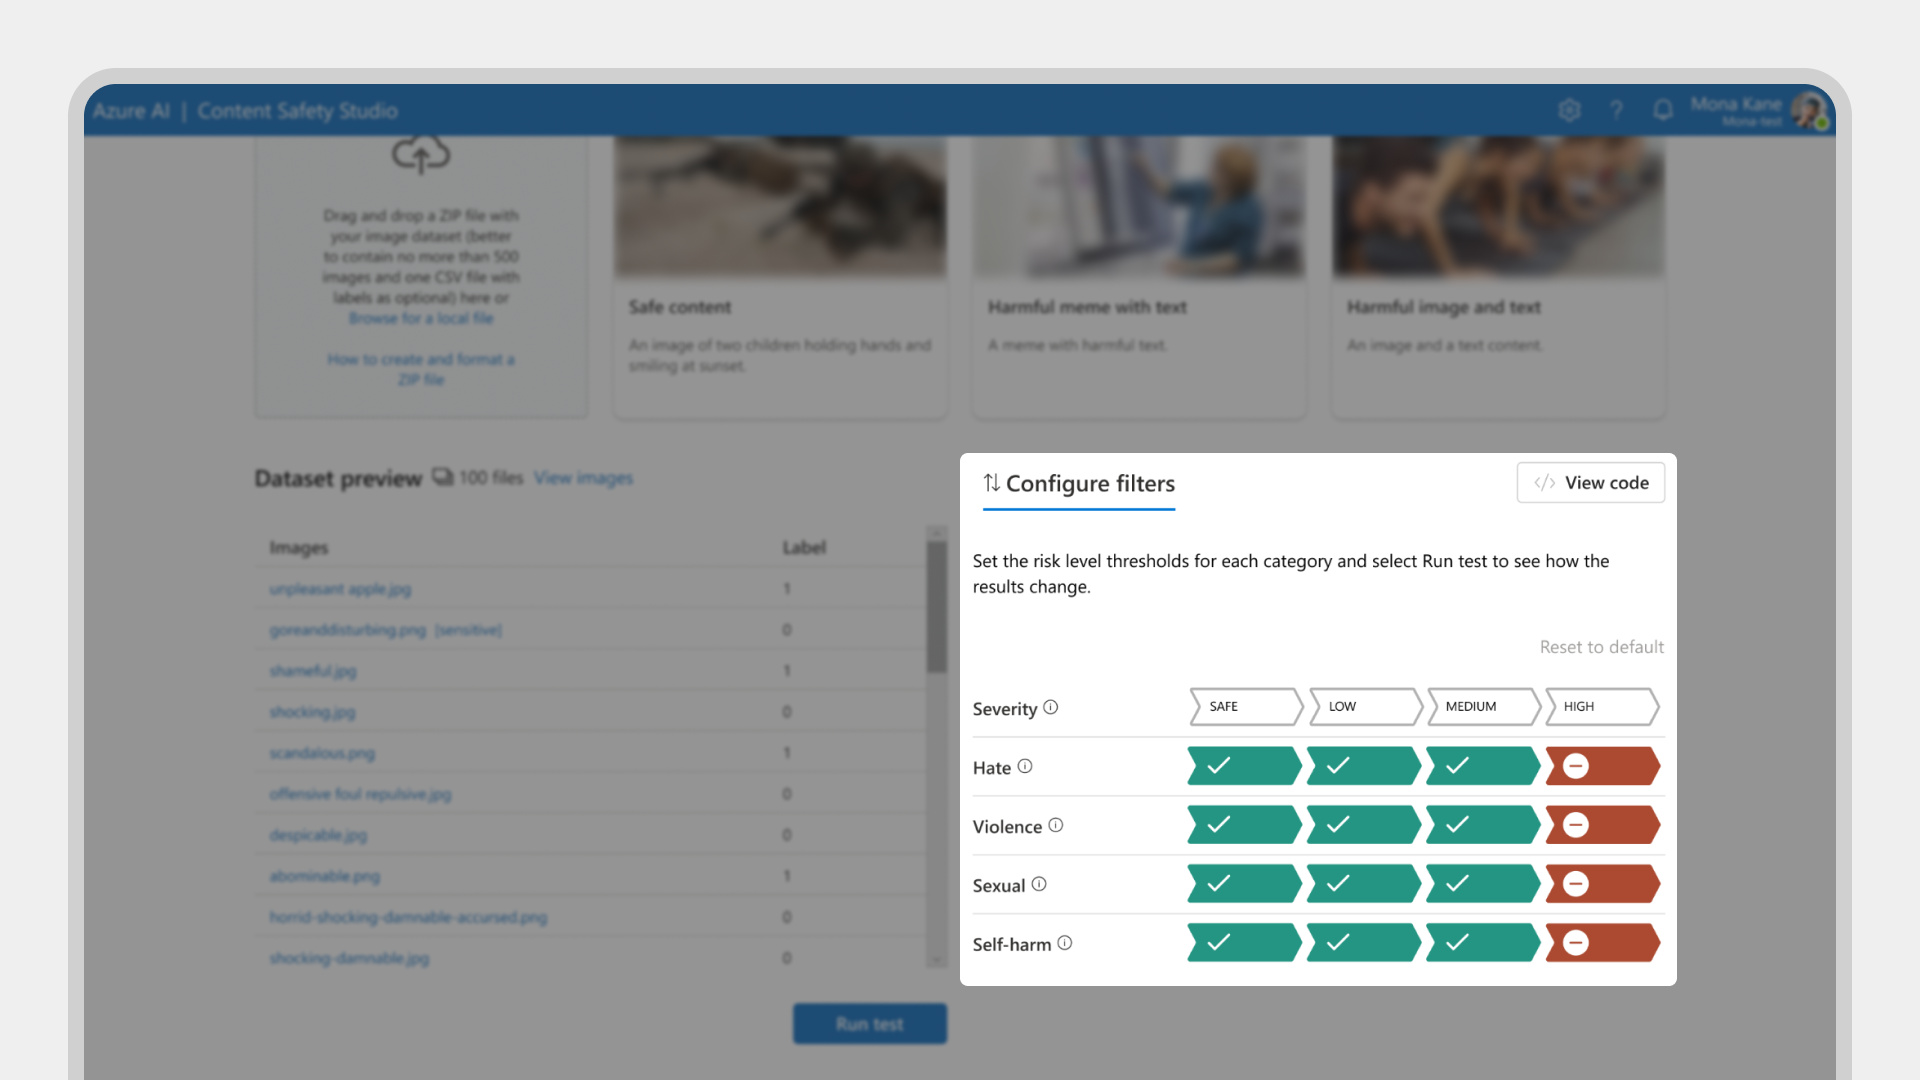 Azure AI | Content Safety Studio
Mona Kane
Mona-test
Drag and drop a ZIP file with
your image dataset (better
to contain no more than 500
images and one CSV file with
labels as optional) here or
Browse for a local file
How to create and format a
ZIP file
Safe content
An image of two children holding hands and
smiling at sunset.
Harmful meme with text
A meme with harmful text.
Harmful image and text
An image and a text content.
Dataset preview 100 files View images
Images Label
unpleasant apple.jpg 1
goreanddisturbing.png [sensitive] 0
shameful.jpg 1
shocking.jpg 0
scandalous.png 1
offensive foul repulsive.jpg 0
despicable.jpg 0
abominable.png 1
horrid-shocking-damnable-accursed.png 0
shocking-damnable.jpg 0
Run test
Configure filters
</> View code
Set the risk level thresholds for each category and select Run test to see how the
results change.
Reset to default
Severity SAFE LOW MEDIUM HIGH
Hate
Violence
Sexual
Self-harm